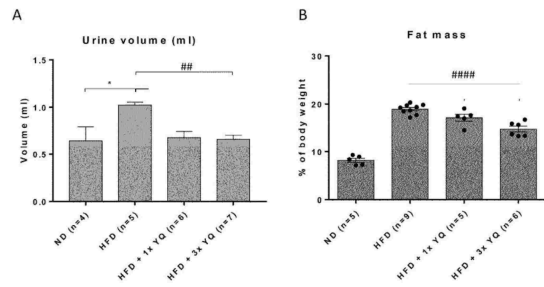 A
Urine volume (ml)
Volume (ml)
1.5
1.0
0.5
0.0
*
##
ND (n=4)
HFD (n=5)
HFD + 1x YQ (n=6)
HFD + 3x YQ (n=7)
B
Fat mass
% of body weight
30
20
10
0
####
ND (n=5)
HFD (n=9)
HFD + 1x YQ (n=5)
HFD + 3x YQ (n=6)